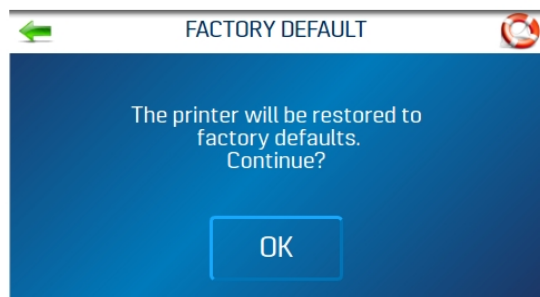 FACTORY DEFAULT
The printer will be restored to
factory defaults.
Continue?
OK